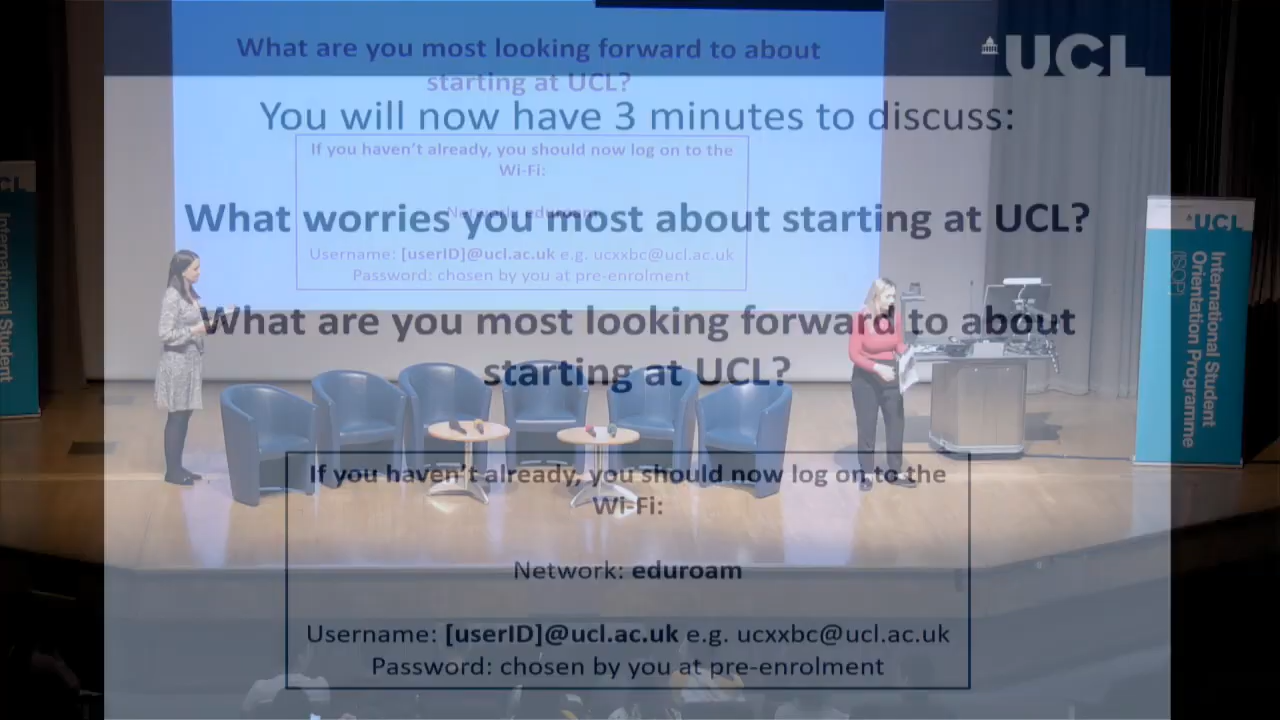 What are you most looking forward to about
starting at UCL?
UCL
You will now have 3 minutes to discuss:
If you haven't already, you should now log on to the
Wi-Fi:
What worries you most about starting at UCL?
Network: eduroam
Username: [userID]@ucl.ac.uk e.g. ucxxbc@ucl.ac.uk
Password: chosen by you at pre-enrolment
What are you most looking forward to about
starting at UCL?
If you haven't already, you should now log on to the
Wi-Fi:
Network: eduroam
Username: [userID]@ucl.ac.uk e.g. ucxxbc@ucl.ac.uk
Password: chosen by you at pre-enrolment
UCL
International Student
Orientation Programme
(ISOP)
International Student